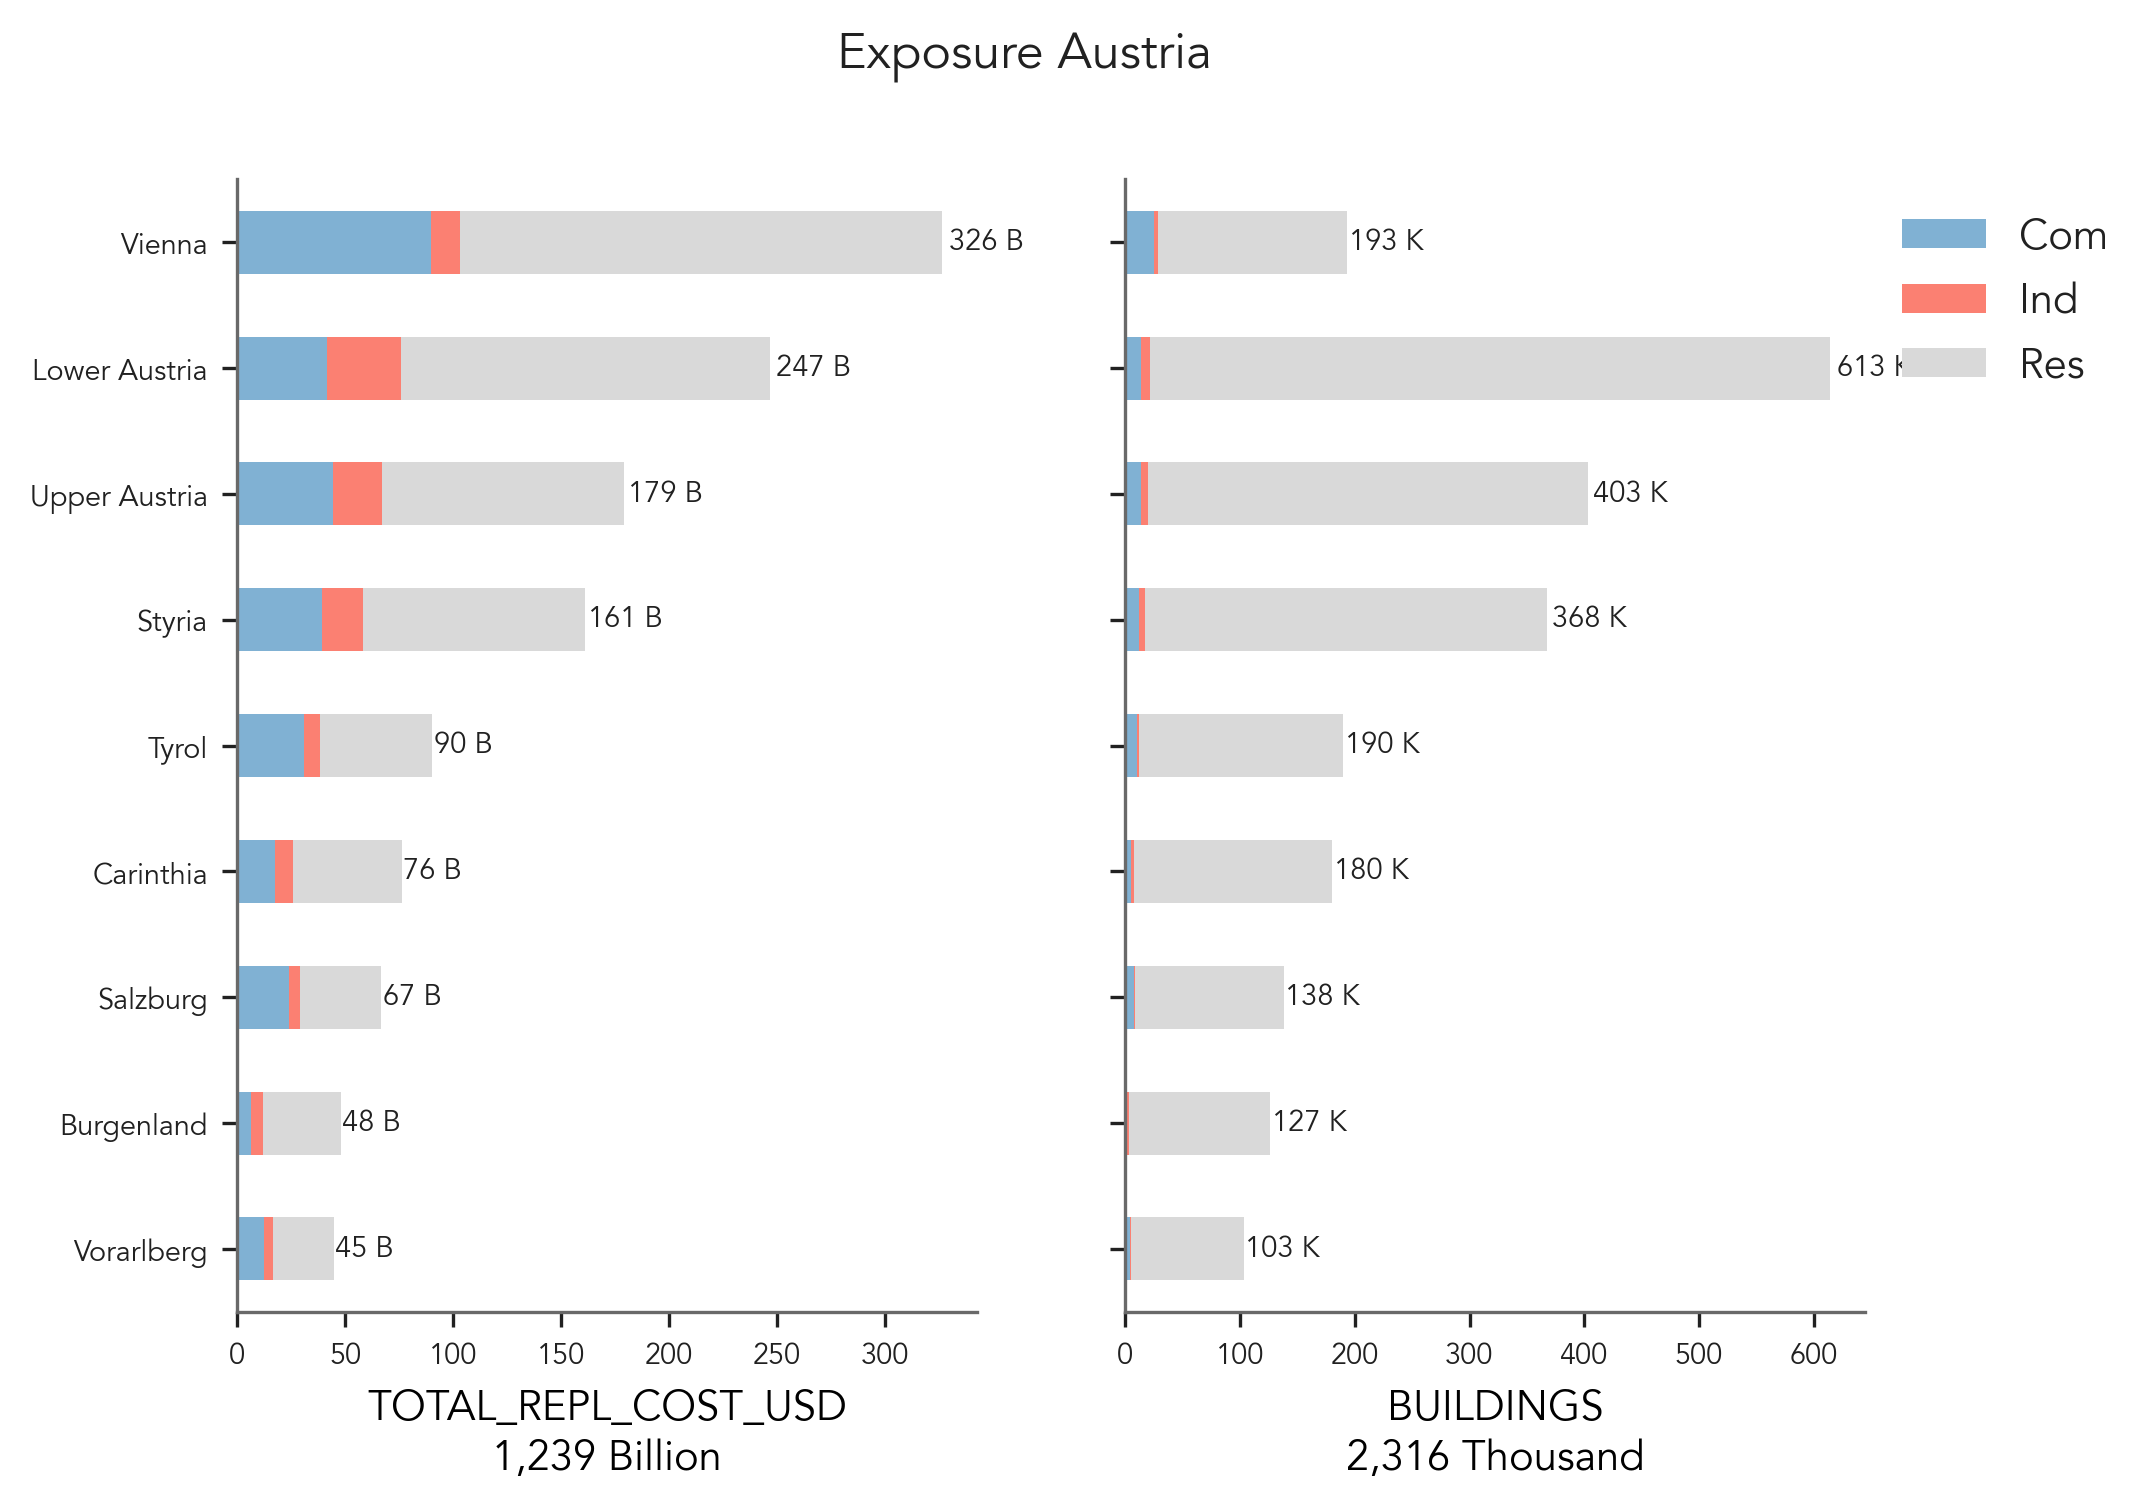 Exposure Austria
Vienna
Lower Austria
Upper Austria
Styria
Tyrol
Carinthia
Salzburg
Burgenland
Vorarlberg
326 B
247 B
179 B
161 B
90 B
76 B
67 B
48 B
45 B
0 50 100 150 200 250 300
TOTAL_REPL_COST_USD
1,239 Billion
193 K
613 K
403 K
368 K
190 K
180 K
138 K
127 K
103 K
0 100 200 300 400 500 600
BUILDINGS
2,316 Thousand
Com
Ind
Res